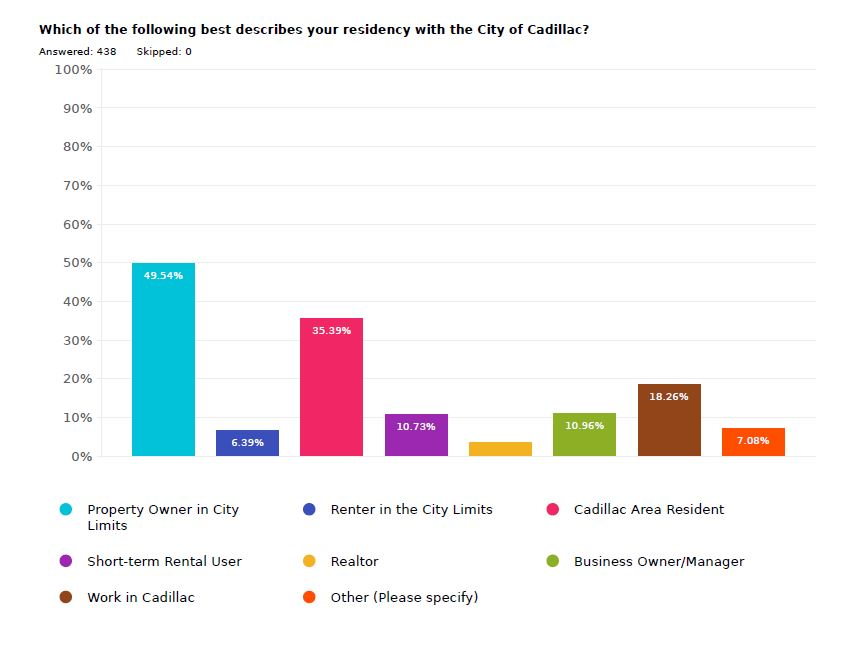 Which of the following best describes your residency with the City of Cadillac?
Answered: 438 Skipped: 0
100%
90%
80%
70%
60%
50%
40%
30%
20%
10%
0%
49.54%
6.39%
35.39%
10.73%
10.96%
18.26%
7.08%
Property Owner in City
Limits
Renter in the City Limits
Cadillac Area Resident
Short-term Rental User
Realtor
Business Owner/Manager
Work in Cadillac
Other (Please specify)